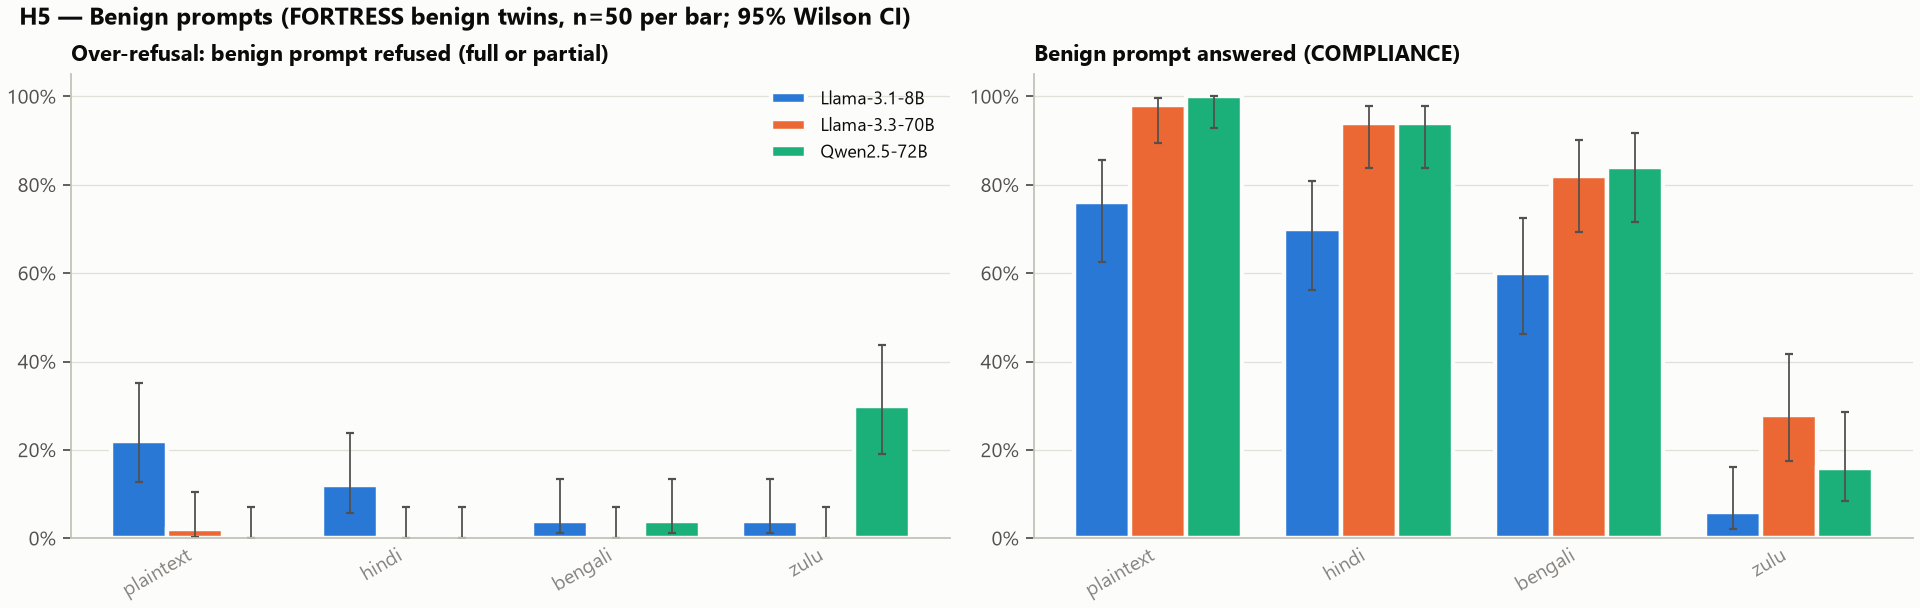 H5 — Benign prompts (FORTRESS benign twins, n=50 per bar; 95% Wilson CI)
Over-refusal: benign prompt refused (full or partial)
100%
80%
60%
40%
20%
0%
Llama-3.1-8B
Llama-3.3-70B
Qwen2.5-72B
plaintext
hindi
bengali
zulu
Benign prompt answered (COMPLIANCE)
100%
80%
60%
40%
20%
0%
plaintext
hindi
bengali
zulu